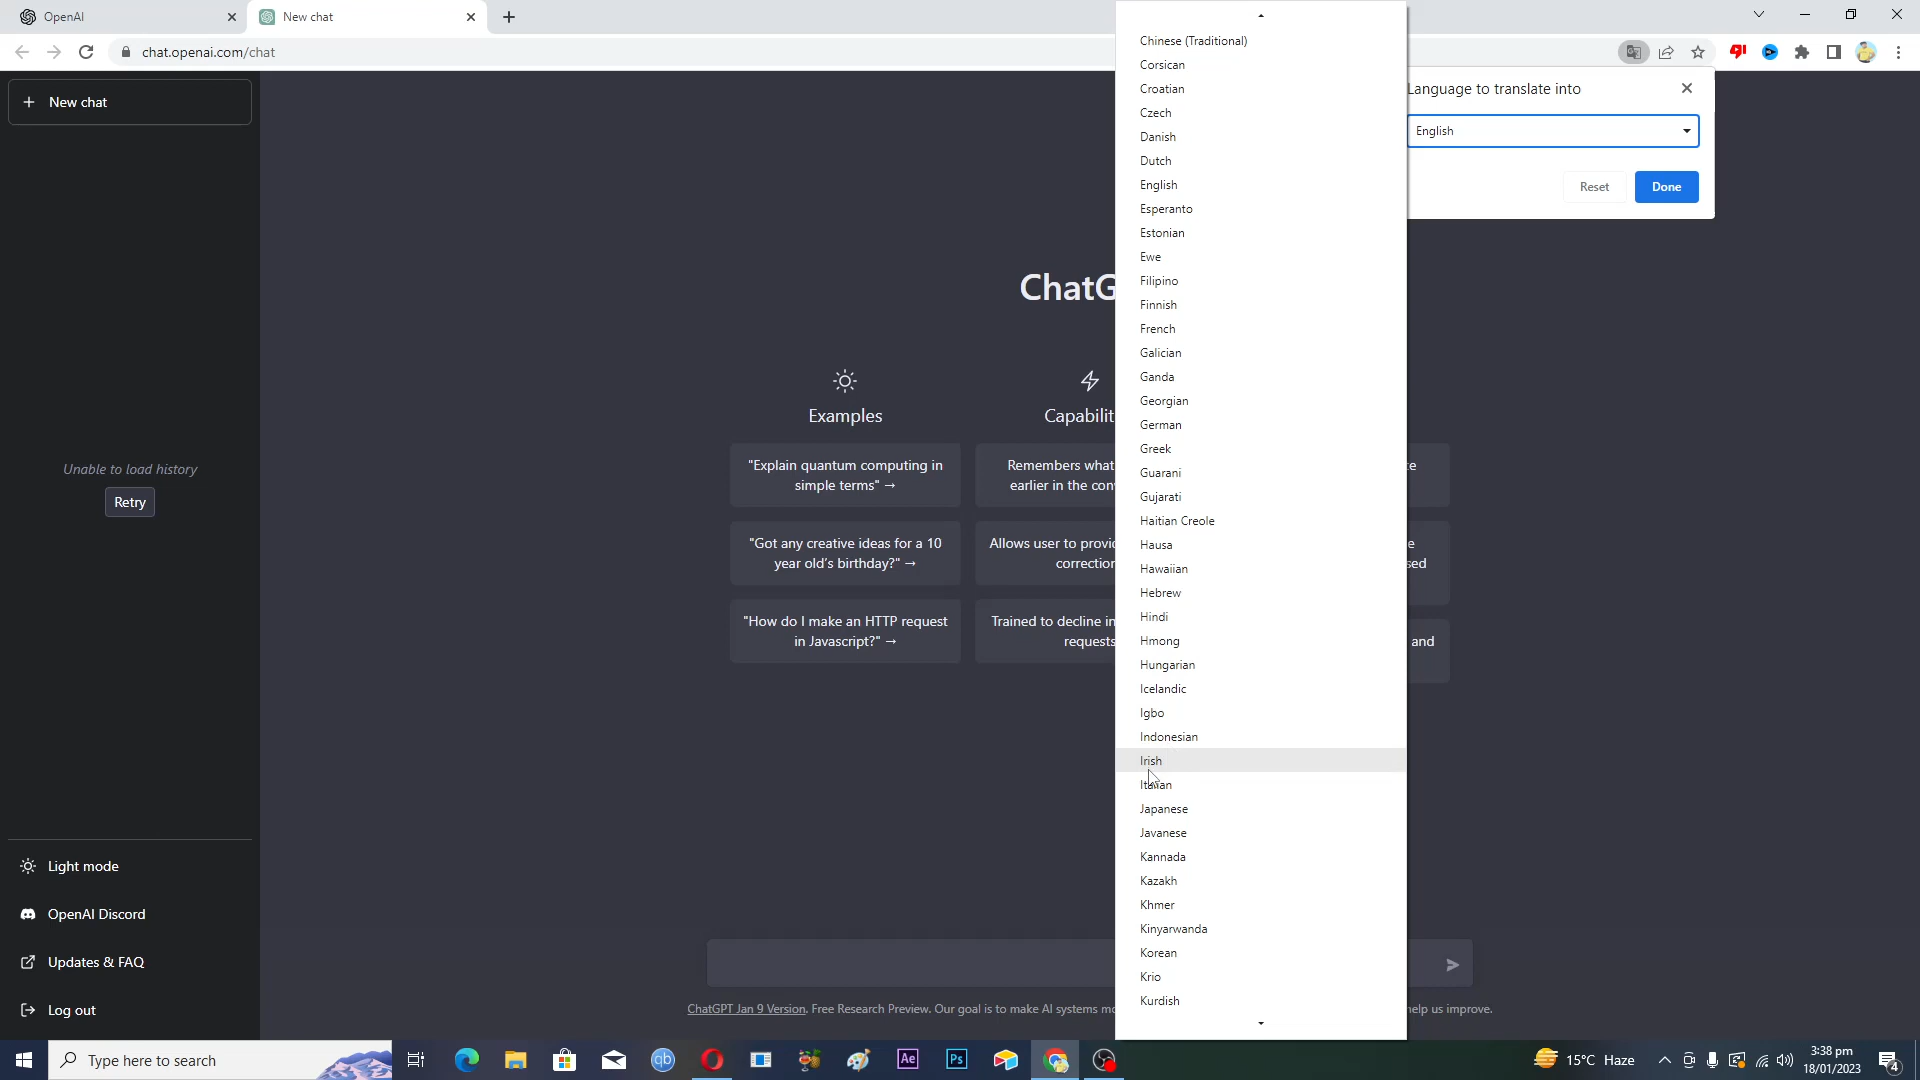 OpenAI
New chat
chat.openai.com/chat
New chat
Unable to load history
Retry
Light mode
OpenAI Discord
Updates & FAQ
Log out
ChatG
Examples
"Explain quantum computing in
simple terms" →
"Got any creative ideas for a 10
year old's birthday?" →
"How do I make an HTTP request
in Javascript?" →
Capabilit
Remembers what
earlier in the con
Allows user to provi
correction
Trained to decline in
requests
te
e
sed
and
ChatGPT Jan 9 Version. Free Research Preview. Our goal is to make AI systems mo
help us improve.
Chinese (Traditional)
Corsican
Croatian
Czech
Danish
Dutch
English
Esperanto
Estonian
Ewe
Filipino
Finnish
French
Galician
Ganda
Georgian
German
Greek
Guarani
Gujarati
Haitian Creole
Hausa
Hawaiian
Hebrew
Hindi
Hmong
Hungarian
Icelandic
Igbo
Indonesian
Irish
Italian
Japanese
Javanese
Kannada
Kazakh
Khmer
Kinyarwanda
Korean
Krio
Kurdish
Language to translate into
English
Reset
Done
Type here to search
qb
Ae
Ps
15°C Haze
3:38 pm
18/01/2023
4